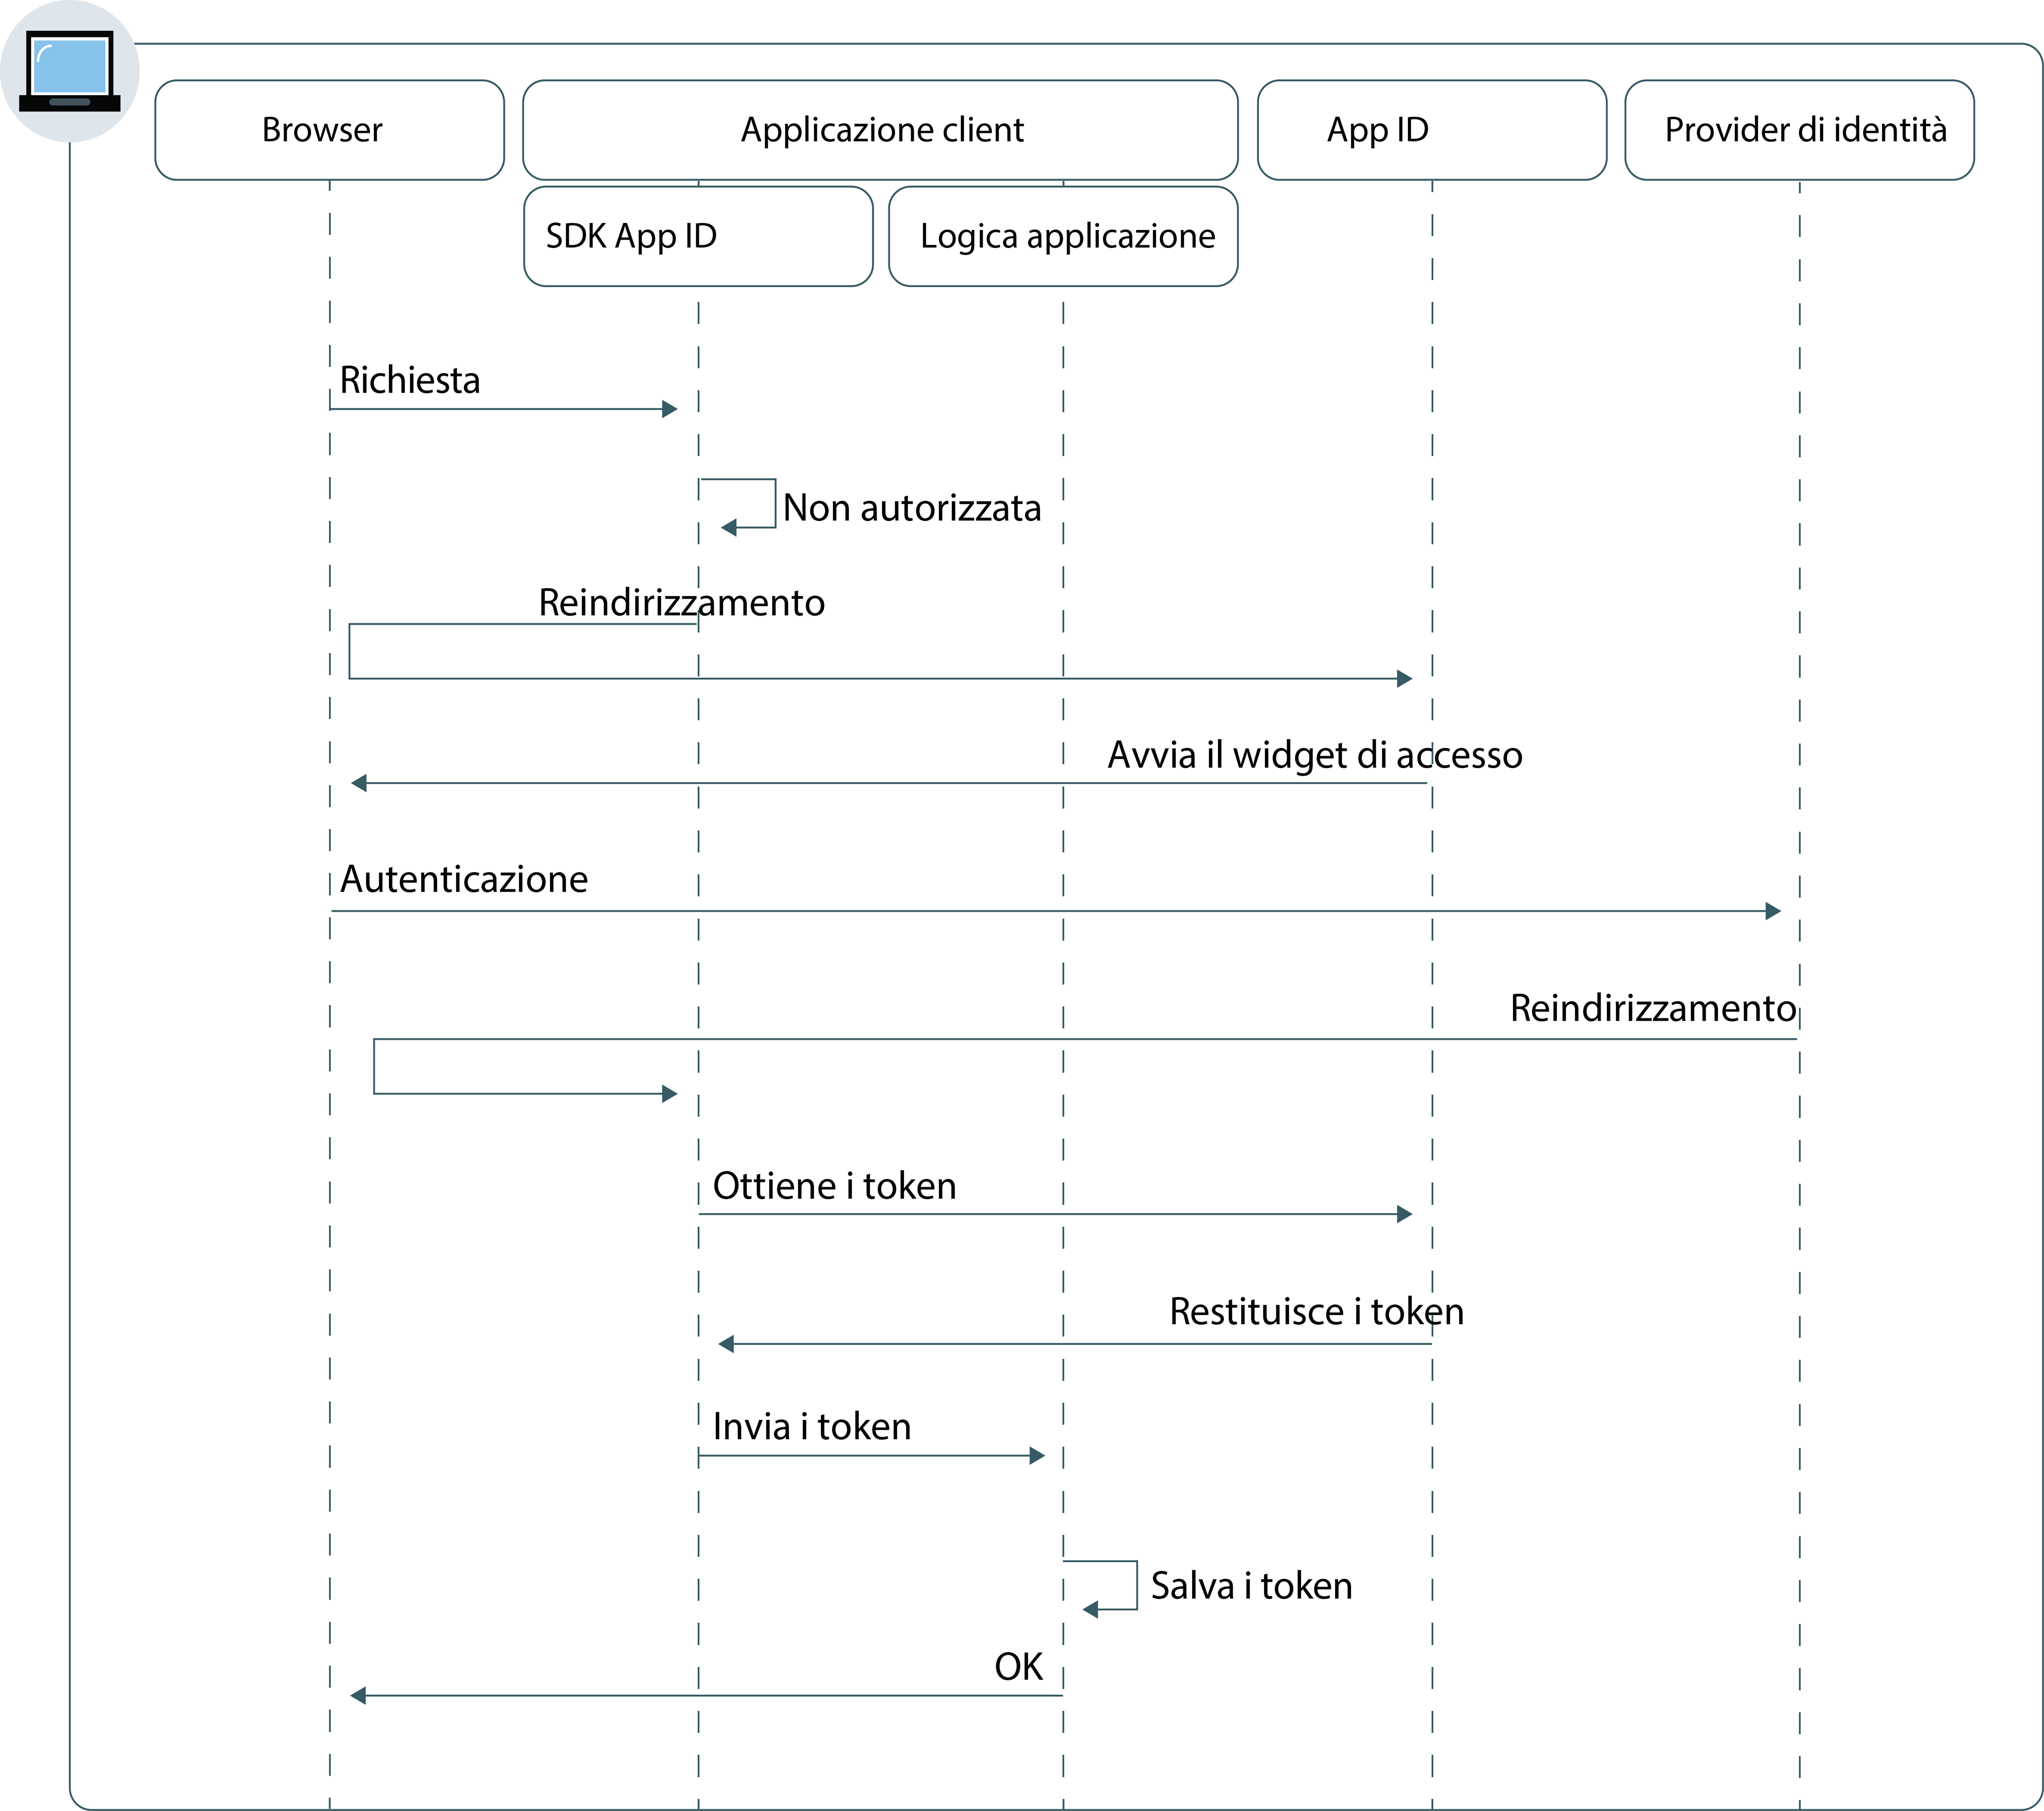 Browser
Applicazione client
App ID
Provider di identità
SDK App ID
Logica applicazione
Richiesta
Non autorizzata
Reindirizzamento
Avvia il widget di accesso
Autenticazione
Reindirizzamento
Ottiene i token
Restituisce i token
Invia i token
Salva i token
OK